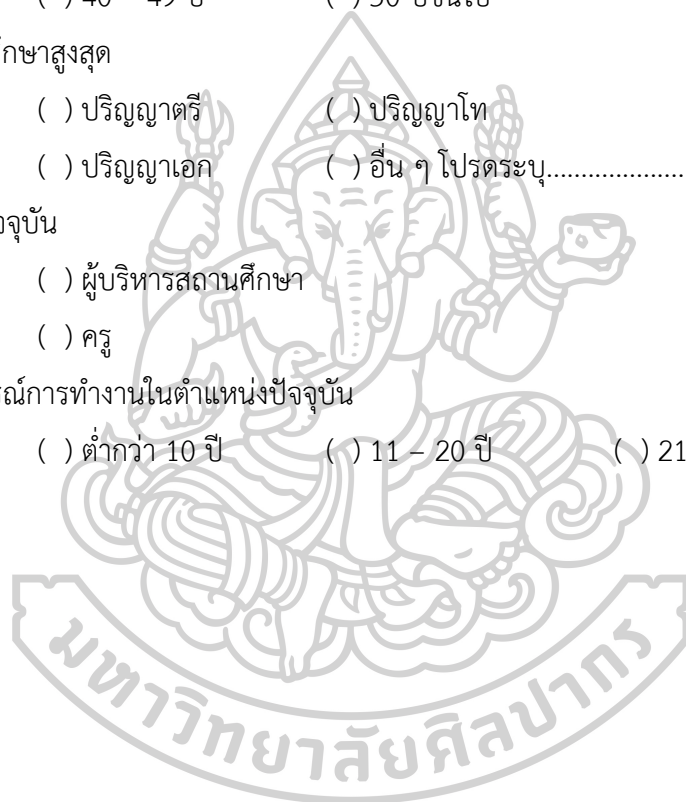 ( ) 40 – 49 ปี ( ) 50 ปีขึ้นไป
กษาสูงสุด
( ) ปริญญาตรี ( ) ปริญญาโท
( ) ปริญญาเอก ( ) อื่น ๆ โปรดระบุ....................
จจุบัน
( ) ผู้บริหารสถานศึกษา
( ) ครู
รณ์การทำงานในตำแหน่งปัจจุบัน
( ) ต่ำกว่า 10 ปี ( ) 11 – 20 ปี ( ) 21
มหาวิทยาลัยศิลปากร